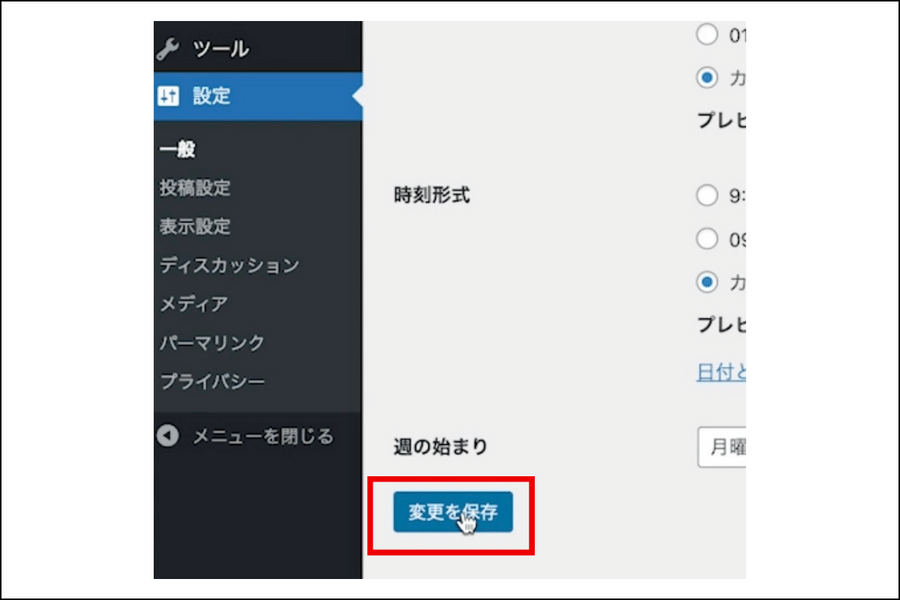 ツール
設定
一般
投稿設定
表示設定
ディスカッション
メディア
パーマリンク
プライバシー
メニューを閉じる
01
カ
プレビ
時刻形式
9:
09
カ
プレビ
日付と
週の始まり
月曜
変更を保存